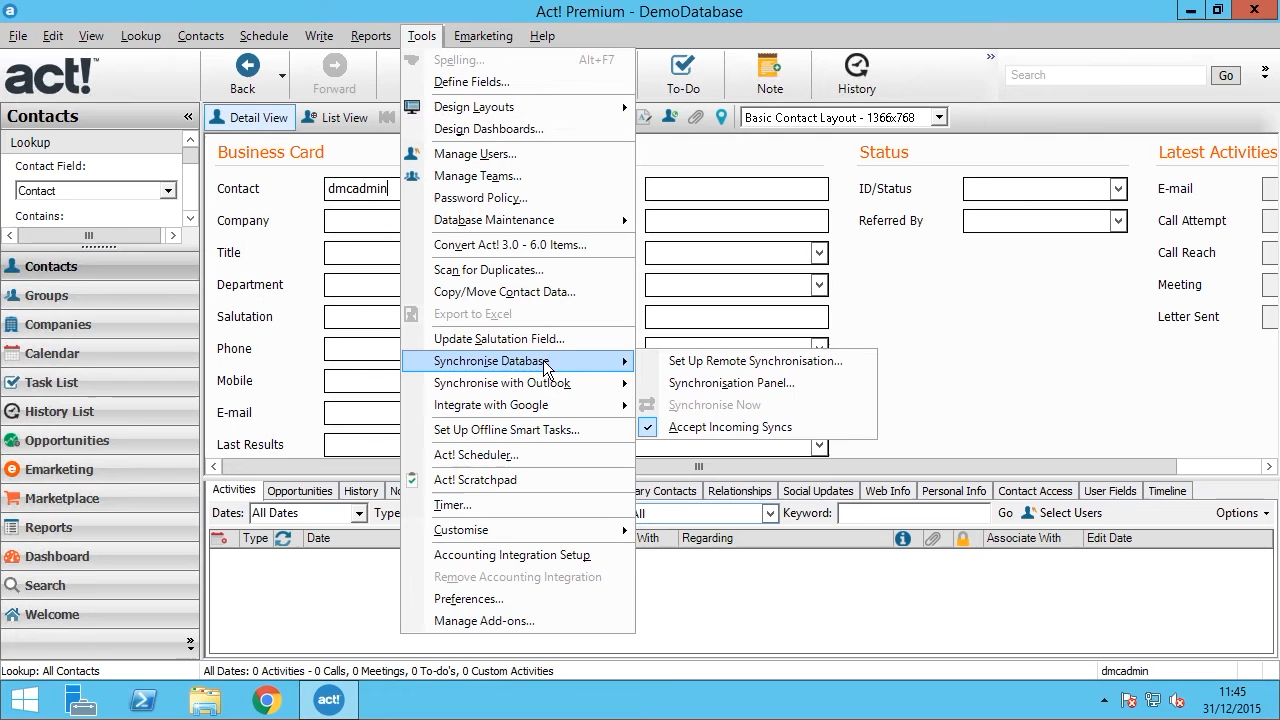 Act! Premium - DemoDatabase
File Edit View Lookup Contacts Schedule Write Reports Tools Emarketing Help
act!
Back
Forward
To-Do
Note
History
Search
Go
Contacts
Detail View
List View
Basic Contact Layout - 1366x768
Lookup
Contact Field:
Contact
Contains:
Contacts
Groups
Companies
Calendar
Task List
History List
Opportunities
Emarketing
Marketplace
Reports
Dashboard
Search
Welcome
Business Card
Contact dmcadmin
Company
Title
Department
Salutation
Phone
Mobile
E-mail
Last Results
Spelling... Alt+F7
Define Fields...
Design Layouts
Design Dashboards...
Manage Users...
Manage Teams...
Password Policy...
Database Maintenance
Convert Act! 3.0 - 6.0 Items...
Scan for Duplicates...
Copy/Move Contact Data...
Export to Excel
Update Salutation Field...
Synchronise Database
Synchronise with Outlook
Integrate with Google
Set Up Offline Smart Tasks...
Act! Scheduler...
Act! Scratchpad
Timer...
Customise
Accounting Integration Setup
Remove Accounting Integration
Preferences...
Manage Add-ons...
Set Up Remote Synchronisation...
Synchronisation Panel...
Synchronise Now
Accept Incoming Syncs
Status
ID/Status
Referred By
Latest Activities
E-mail
Call Attempt
Call Reach
Meeting
Letter Sent
Activities Opportunities History Contacts Relationships Social Updates Web Info Personal Info Contact Access User Fields Timeline
Dates: All Dates Keyword: Go Select Users Options
Type Date With Regarding Associate With Edit Date
Lookup: All Contacts
All Dates: 0 Activities - 0 Calls, 0 Meetings, 0 To-do's, 0 Custom Activities
dmcadmin
act!
11:45
31/12/2015